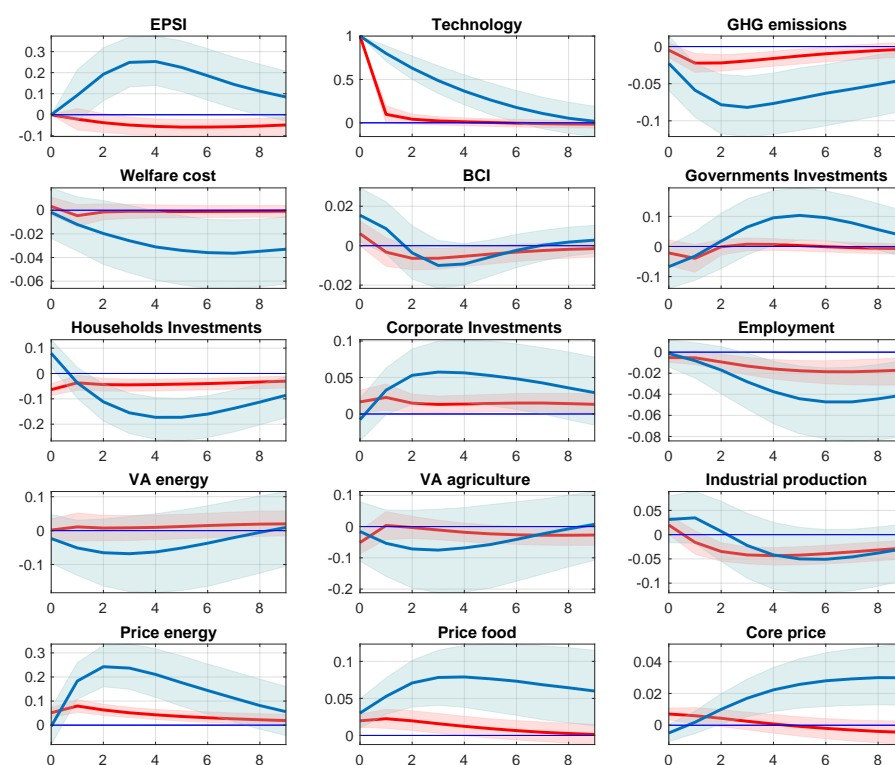 EPSI Technology GHG emissions
0.3 1 0
0.2
0.1 0.5 -0.05
0
-0.1 0 -0.1
0 2 4 6 8 0 2 4 6 8 0 2 4 6 8
Welfare cost BCI Governments Investments
0 0.02 0.1
-0.02
-0.04 0 0
-0.06 -0.02 -0.1
0 2 4 6 8 0 2 4 6 8 0 2 4 6 8
Households Investments Corporate Investments Employment
0.1 0.1 0
0 -0.02
-0.1 0.05 -0.04
-0.2 0 -0.06
-0.08
0 2 4 6 8 0 2 4 6 8 0 2 4 6 8
VA energy VA agriculture Industrial production
0.1 0.1 0.05
0 0 0
-0.1 -0.1 -0.05
-0.2 -0.1
0 2 4 6 8 0 2 4 6 8 0 2 4 6 8
Price energy Price food Core price
0.3 0.1 0.04
0.2
0.1 0.05 0.02
0 0 0
0 2 4 6 8 0 2 4 6 8 0 2 4 6 8